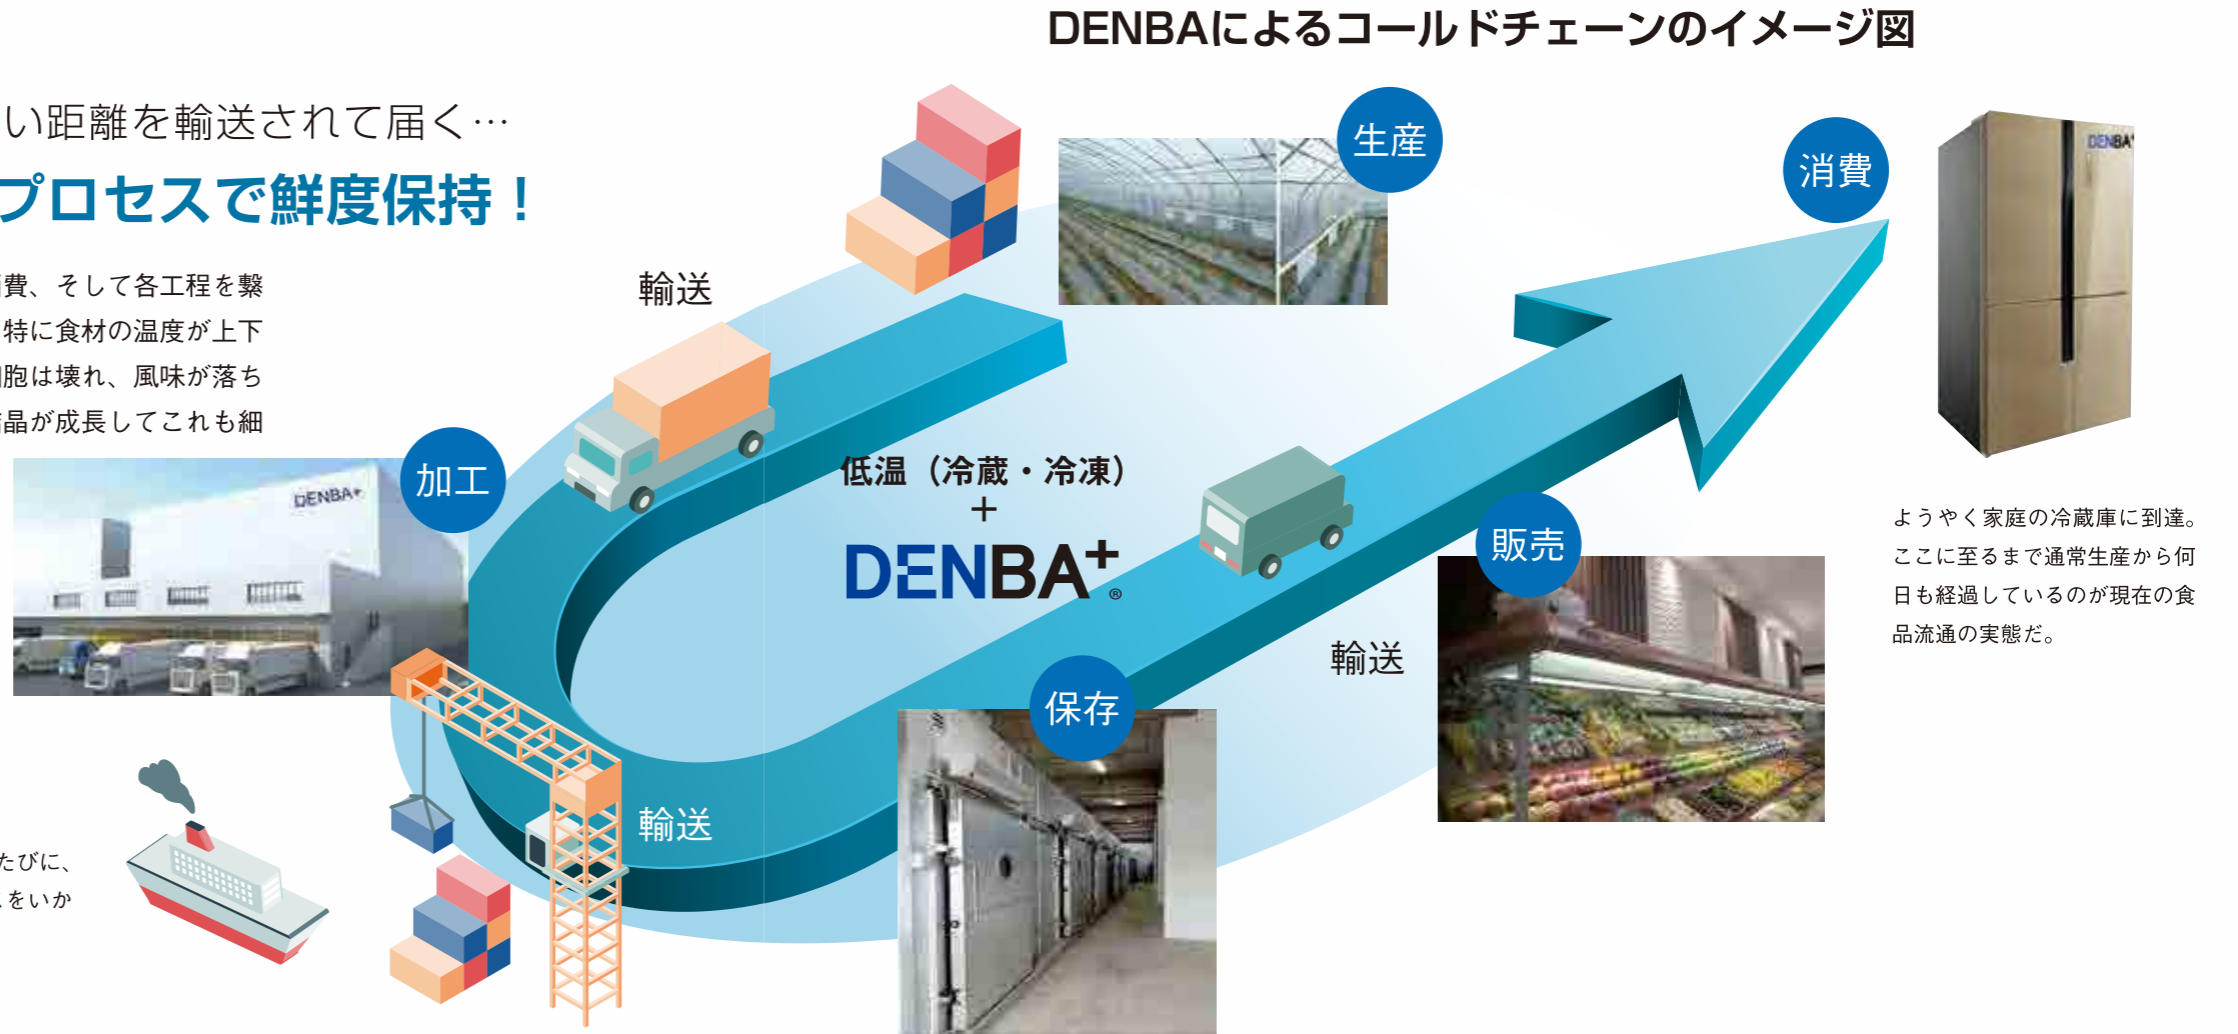 DENBAによるコールドチェーンのイメージ図
い距離を輸送されて届く…
プロセスで鮮度保持！
費、そして各工程を繋
特に食材の温度が上下
胞は壊れ、風味が落ち
晶が成長してこれも細
生産
輸送
加工
DENBA+
低温（冷蔵・冷凍）
+
DENBA+®
輸送
たびに、
をいか
保存
輸送
販売
消費
DENBA+
ようやく家庭の冷蔵庫に到達。
ここに至るまで通常生産から何
日も経過しているのが現在の食
品流通の実態だ。